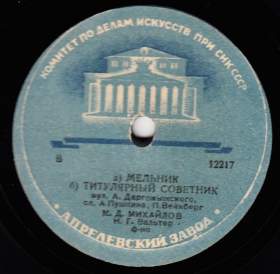 КОМИТЕТ ПО ДЕЛАМ ИСКУССТВ ПРИ СНК СССР
В 12217
а) МЕЛЬНИК
б) ТИТУЛЯРНЫЙ СОВЕТНИК
муз. А. Даргомыжского,
сл. А. Пушкина, П. Вейнберг
М. Д. МИХАЙЛОВ
Н. Г. Вальтер
ф-но
АПРЕЛЕВСКИЙ ЗАВОД